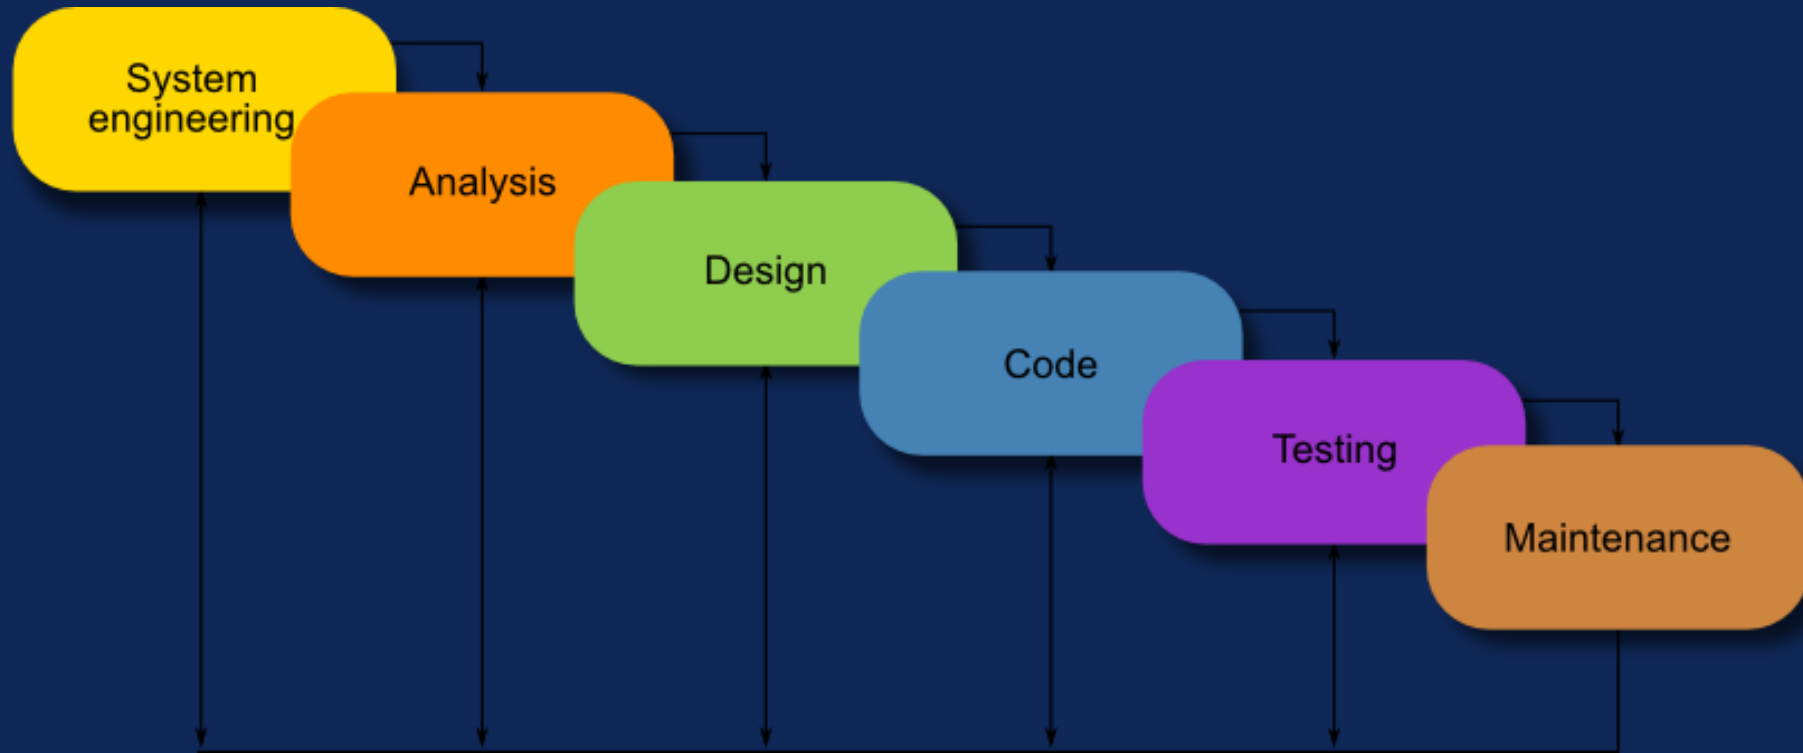 System
engineering
Analysis
Design
Code
Testing
Maintenance